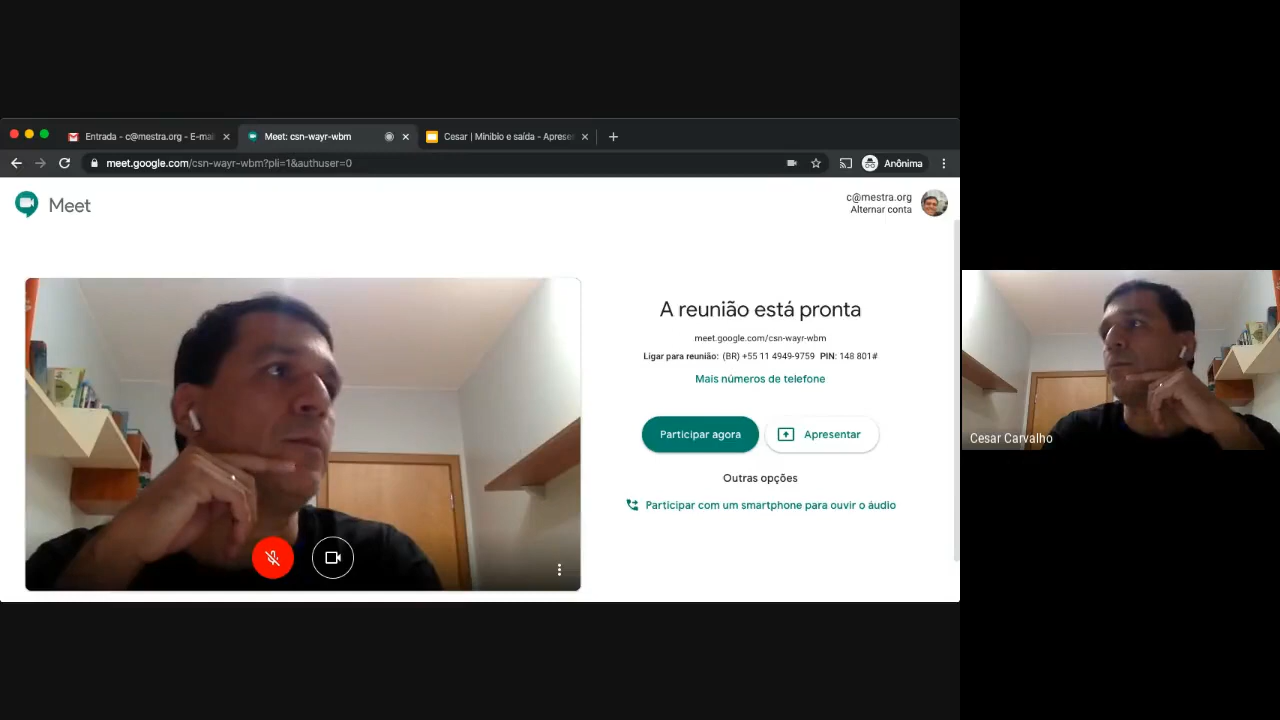 Entrada - c@mestra.org - E-mai
Meet: csn-wayr-wbm
Cesar | Minibio e saída - Aprese
meet.google.com/csn-wayr-wbm?pli=1&authuser=0
Anônima
Meet
c@mestra.org
Alternar conta
A reunião está pronta
meet.google.com/csn-wayr-wbm
Ligar para reunião: (BR) +55 11 4949-9759 PIN: 148 801#
Mais números de telefone
Participar agora
Apresentar
Outras opções
Participar com um smartphone para ouvir o áudio
Cesar Carvalho